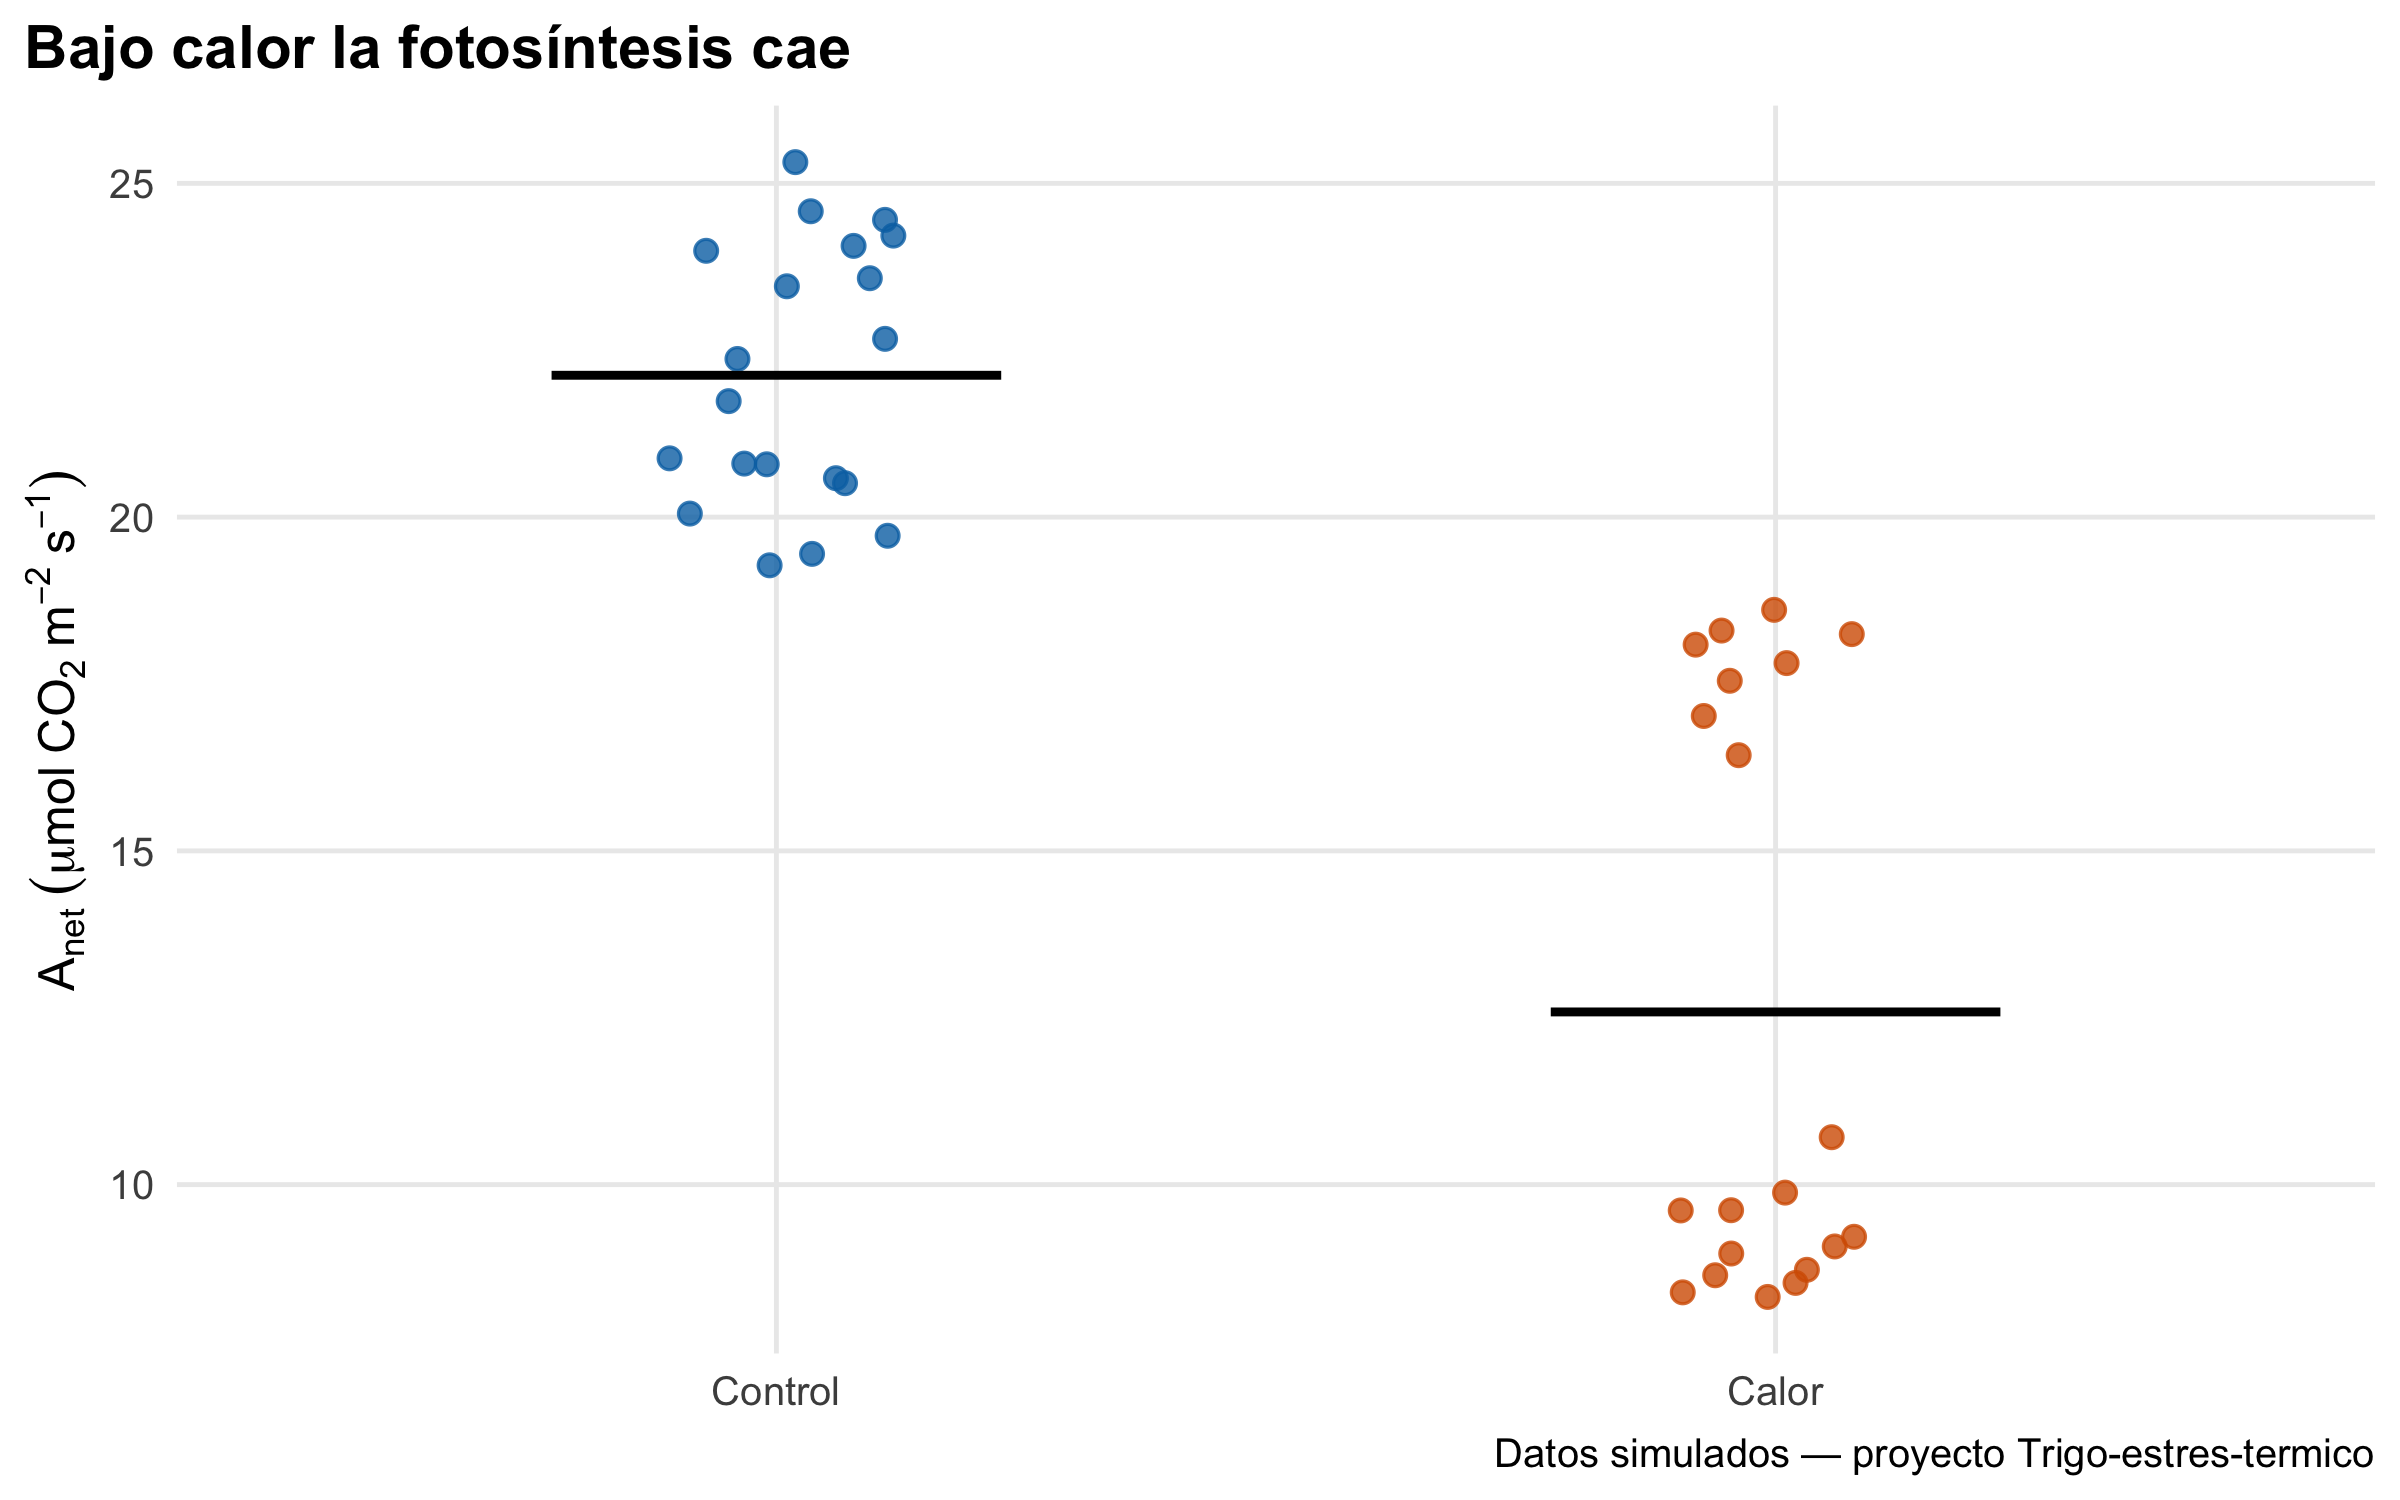 Bajo calor la fotosíntesis cae
A_net (μmol CO₂ m⁻² s⁻¹)
25
20
15
10
Control
Calor
Datos simulados — proyecto Trigo-estres-termico